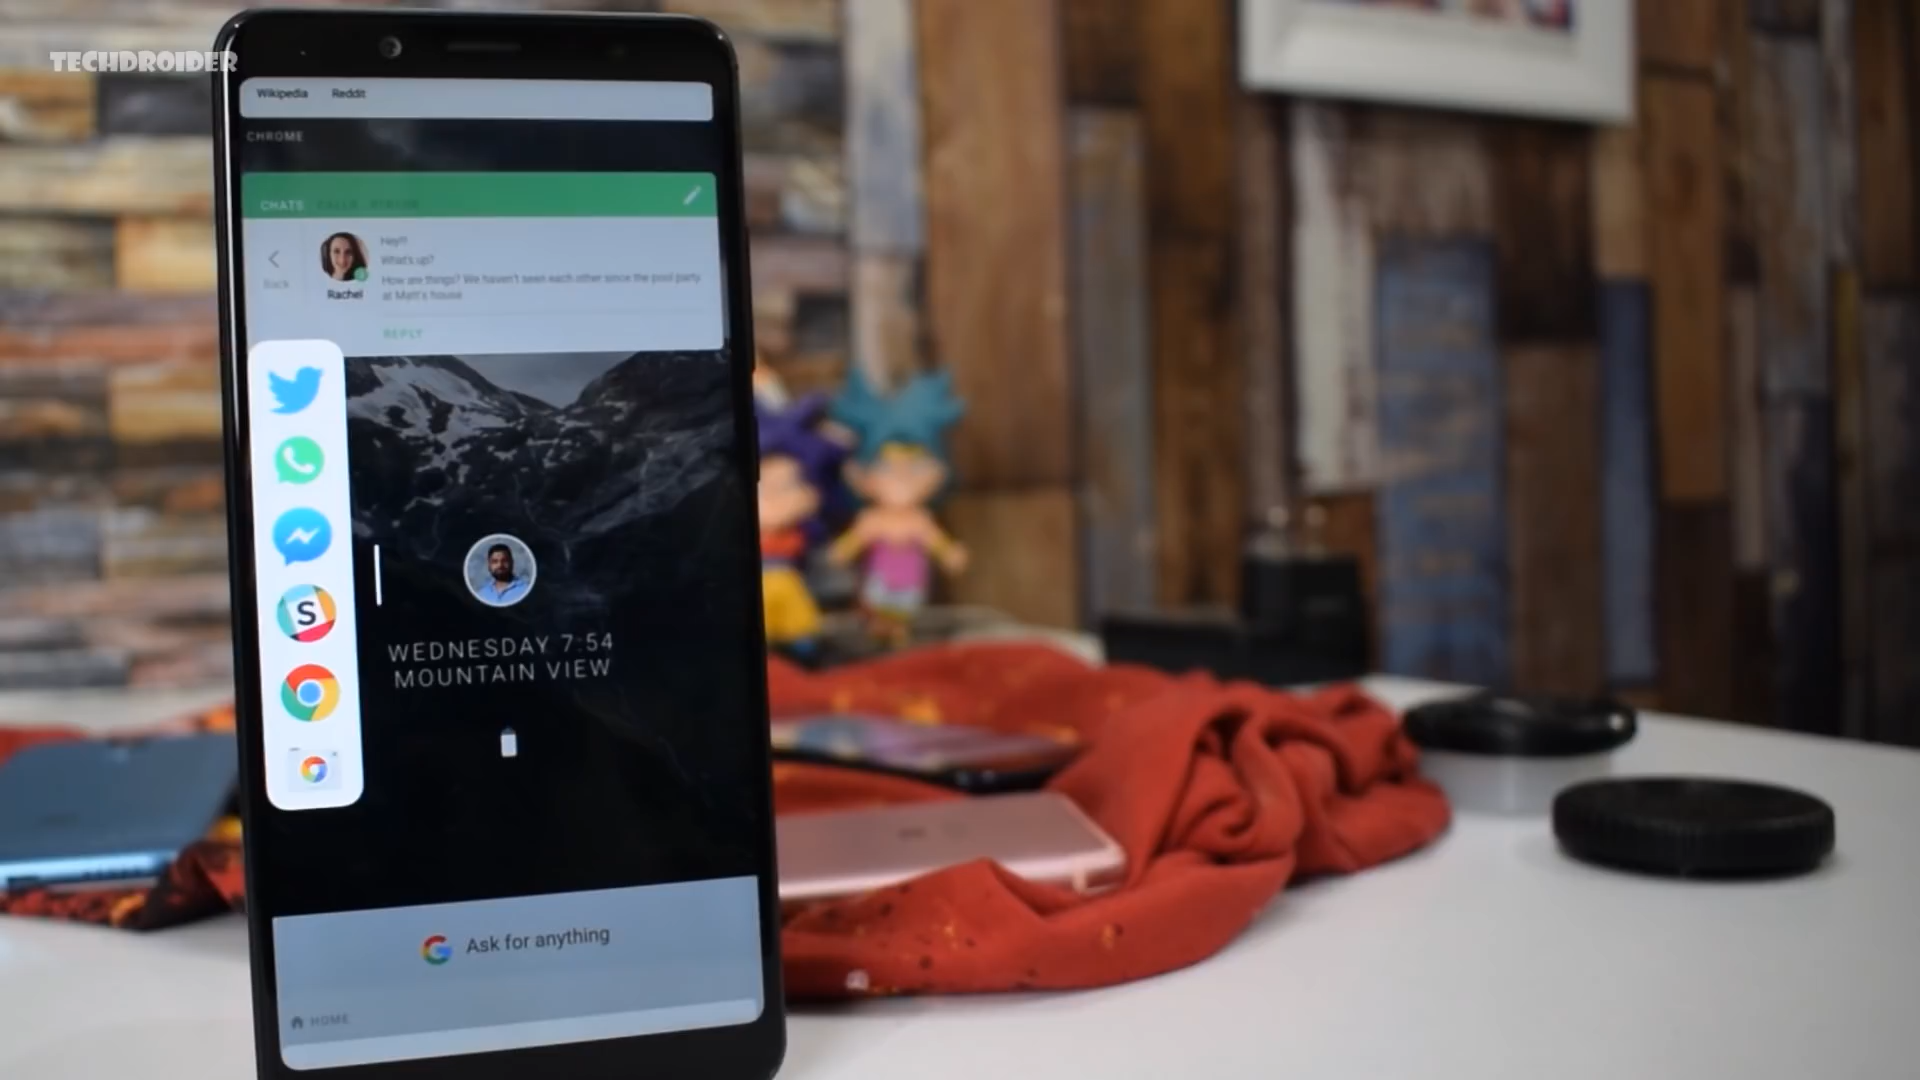 TECHDROIDER
Wikipedia Reddit
CHROME
CHATS CALLS
Hey!!
What's up?
How are things? We haven't seen each other since the pool party
at Matt's house
Back
Rachel
REPLY
S
WEDNESDAY 7:54
MOUNTAIN VIEW
G Ask for anything
HOME